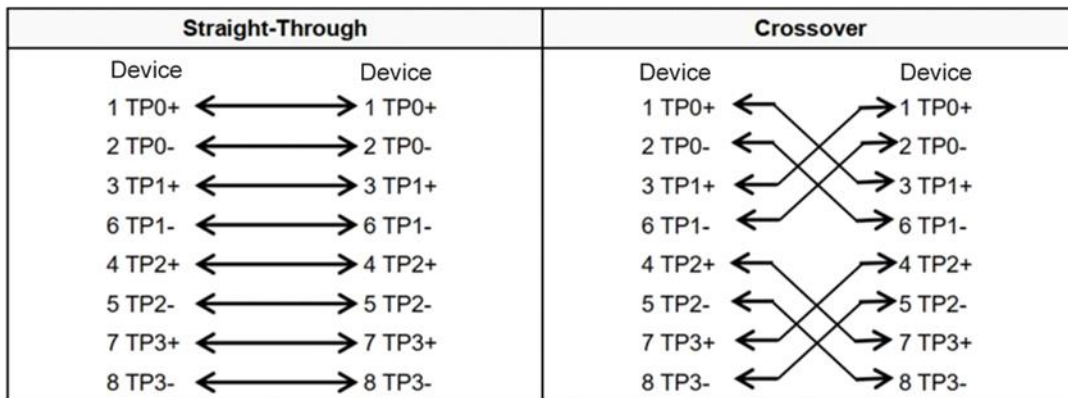 Straight-Through Crossover
Device Device Device Device
1 TP0+ 1 TP0+ 1 TP0+ 1 TP0+
2 TP0- 2 TP0- 2 TP0- 2 TP0-
3 TP1+ 3 TP1+ 3 TP1+ 3 TP1+
6 TP1- 6 TP1- 6 TP1- 6 TP1-
4 TP2+ 4 TP2+ 4 TP2+ 4 TP2+
5 TP2- 5 TP2- 5 TP2- 5 TP2-
7 TP3+ 7 TP3+ 7 TP3+ 7 TP3+
8 TP3- 8 TP3- 8 TP3- 8 TP3-